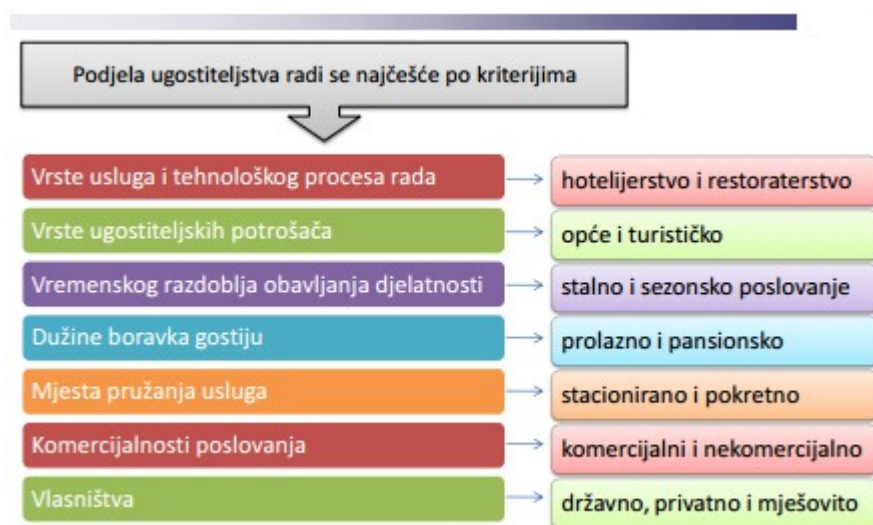 Podjela ugostiteljstva radi se najčešće po kriterijima
Vrste usluga i tehnološkog procesa rada
hotelijerstvo i restoraterstvo
Vrste ugostiteljskih potrošača
opće i turističko
Vremenskog razdoblja obavljanja djelatnosti
stalno i sezonsko poslovanje
Dužine boravka gostiju
prolazno i pansionsko
Mjesta pružanja usluga
stacionirano i pokretno
Komercijalnosti poslovanja
komercijalni i nekomercijalno
Vlasništva
državno, privatno i mješovito